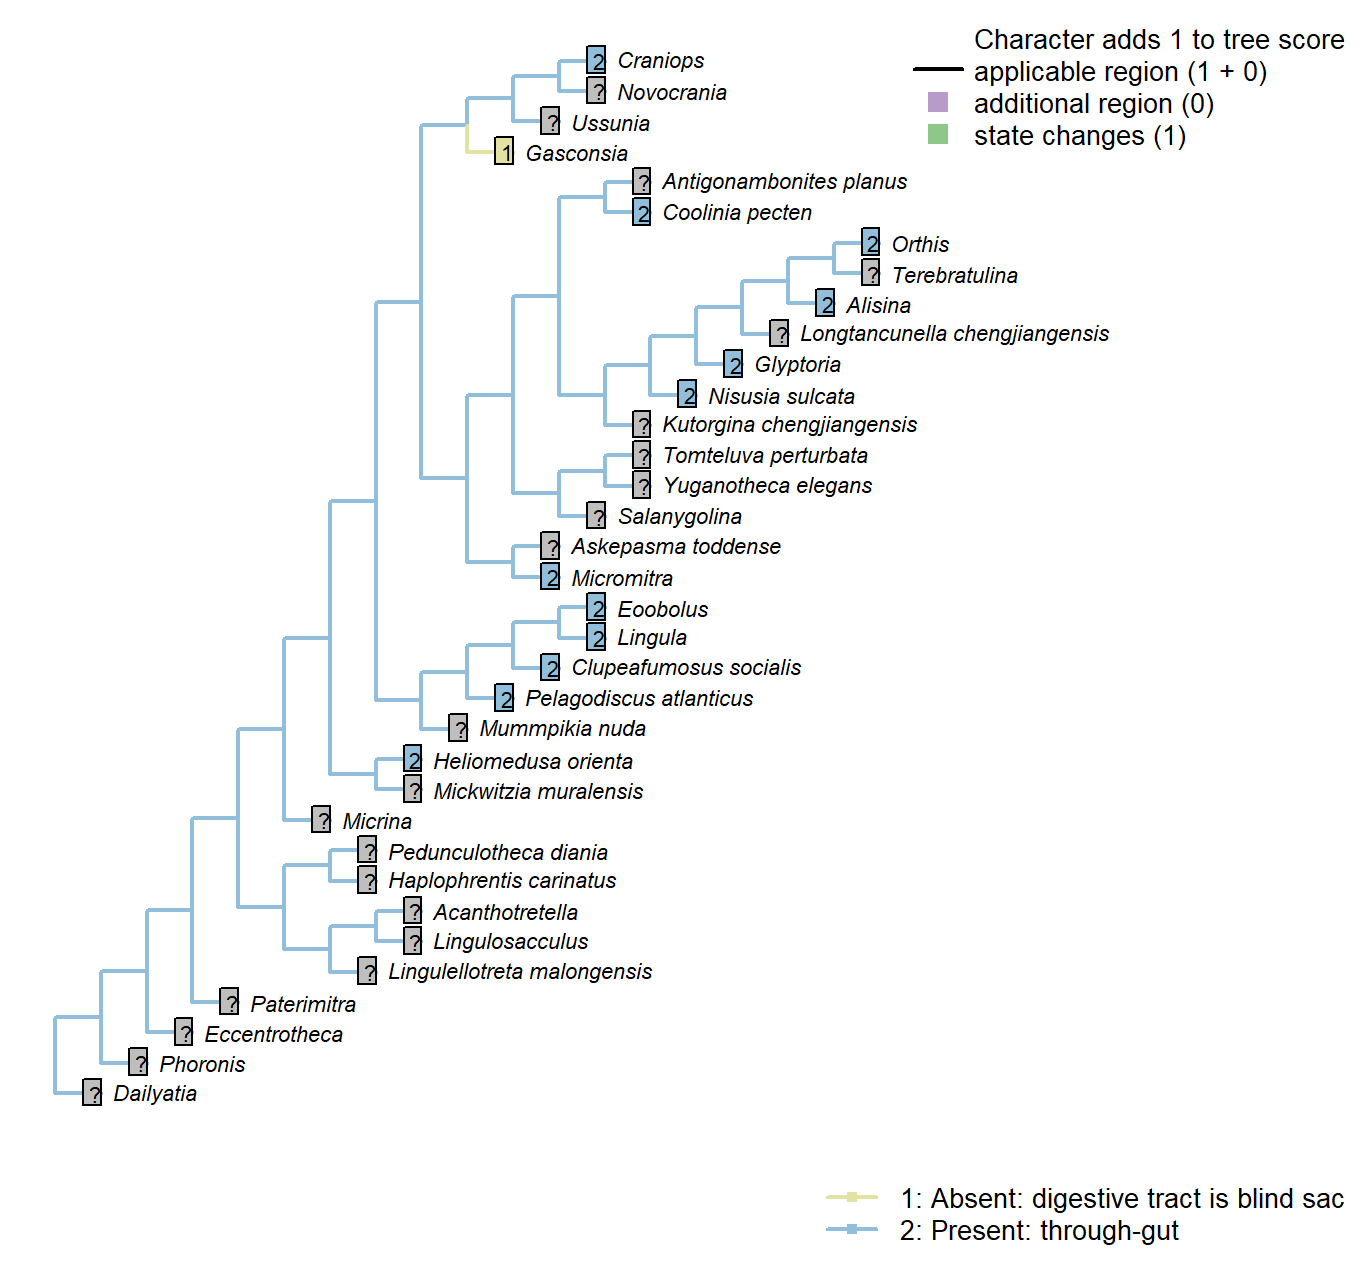 Character adds 1 to tree score
applicable region (1 + 0)
additional region (0)
state changes (1)
2 Craniops
? Novocrania
? Ussunia
1 Gasconsia
? Antigonambonites planus
2 Coolinia pecten
2 Orthis
? Terebratulina
2 Alisina
? Longtancunella chengjiangensis
2 Glyptoria
2 Nisusia sulcata
? Kutorgina chengjiangensis
? Tomteluva perturbata
? Yuganotheca elegans
? Salanygolina
? Askepasma toddense
2 Micromitra
2 Eoobolus
2 Lingula
2 Clupeafumosus socialis
2 Pelagodiscus atlanticus
? Mummpikia nuda
2 Heliomedusa orienta
? Mickwitzia muralensis
? Micrina
? Pedunculotheca diania
? Haplophrentis carinatus
? Acanthotretella
? Lingulosacculus
? Lingulellotreta malongensis
? Paterimitra
? Eccentrotheca
? Phoronis
? Dailyatia
1: Absent: digestive tract is blind sac
2: Present: through-gut